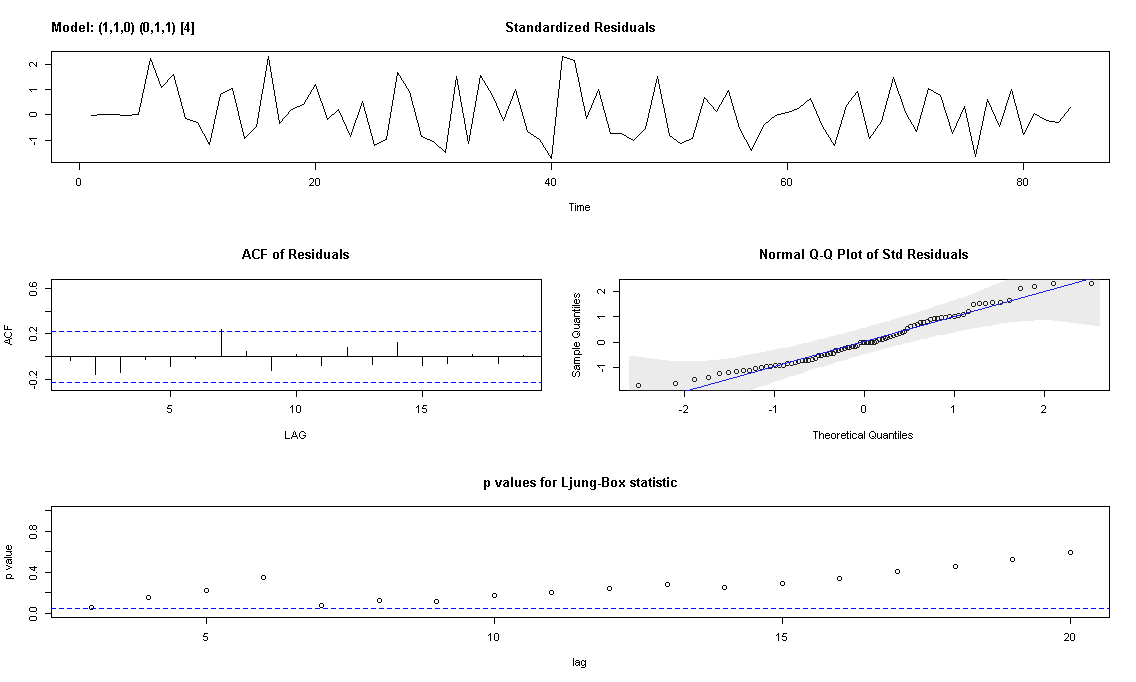 Model: (1,1,0) (0,1,1) [4]
Standardized Residuals
2
1
0
-1
0
20
40
60
80
Time
ACF of Residuals
ACF
0.6
0.2
-0.2
5
10
15
LAG
Normal Q-Q Plot of Std Residuals
Sample Quantiles
2
1
0
-1
-2
-1
0
1
2
Theoretical Quantiles
p values for Ljung-Box statistic
p value
0.8
0.4
0.0
5
10
15
20
lag